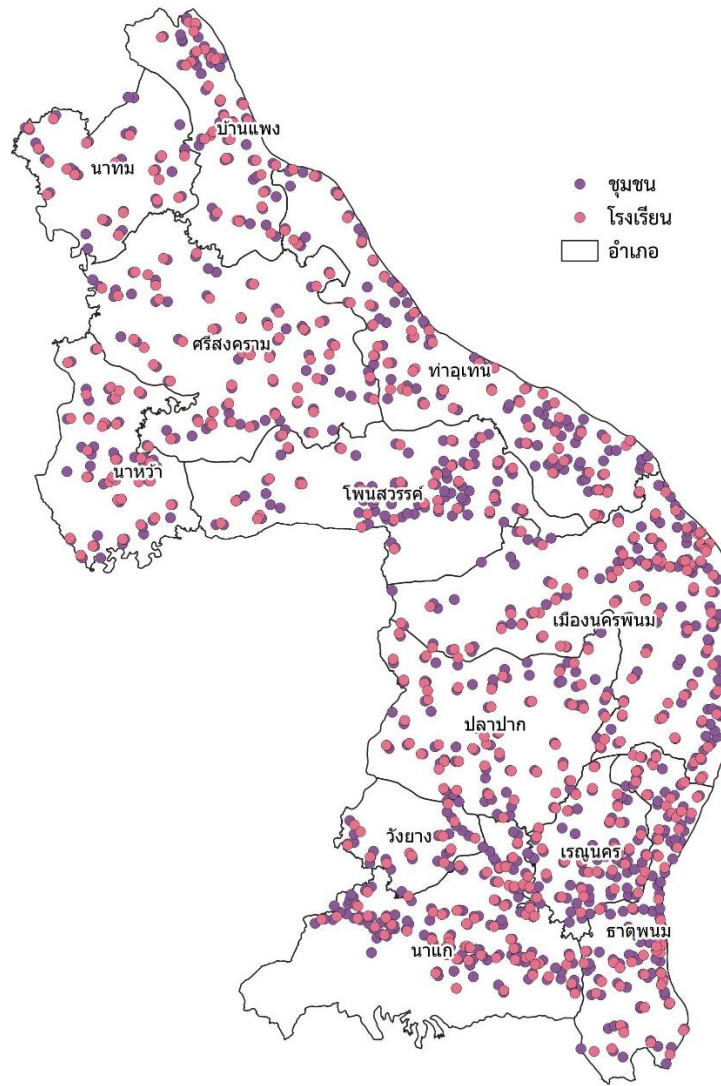 บ้านแพง
นาทม
ชุมชน
โรงเรียน
อำเภอ
ศรีสงคราม
ท่าอุเทน
นาหว้า
โพนสวรรค์
เมืองนครพนม
ปลาปาก
วังยาง
เรณูนคร
ธาตุพนม
นาแก